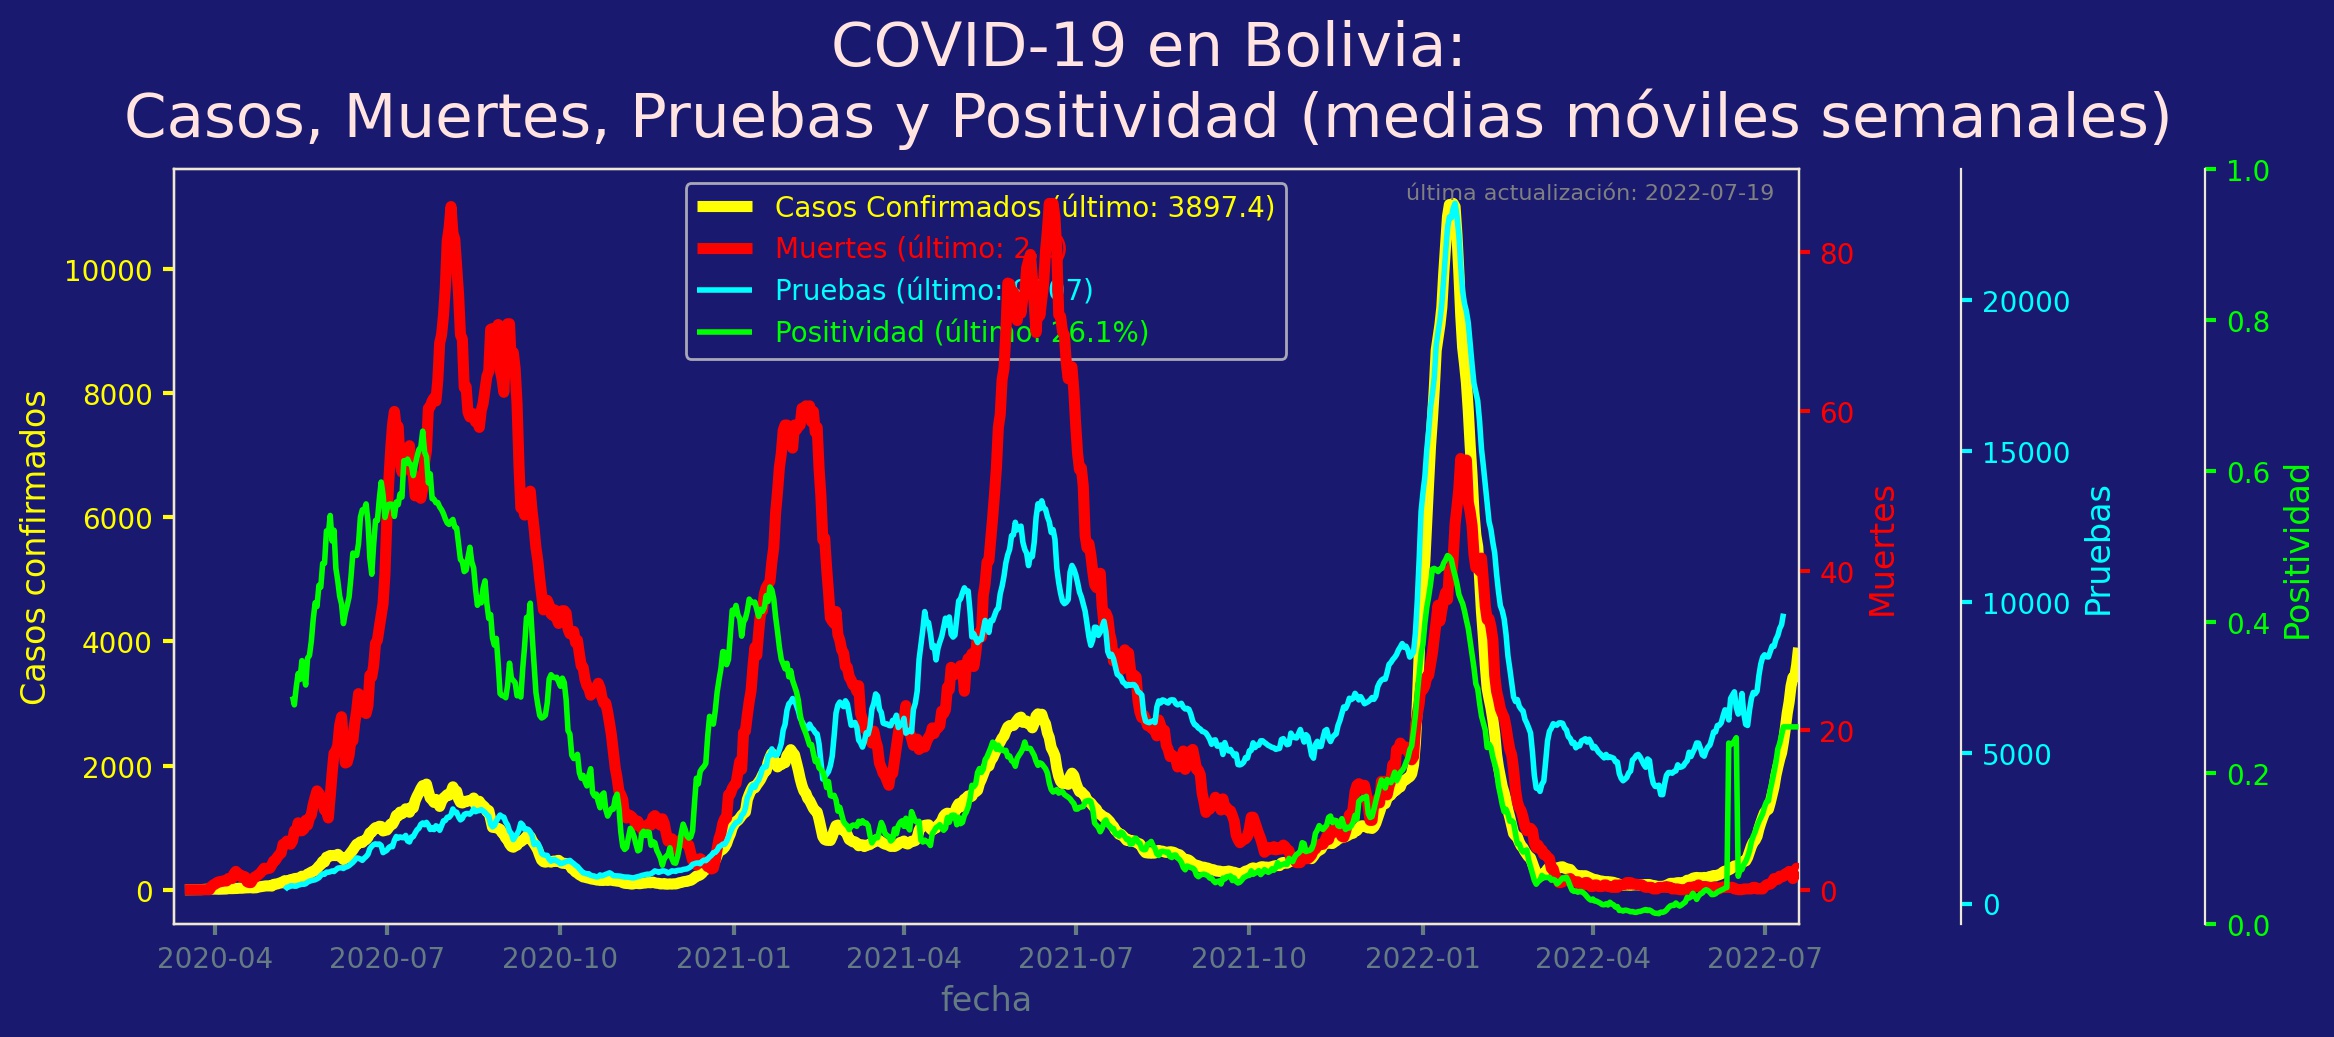 COVID-19 en Bolivia:
Casos, Muertes, Pruebas y Positividad (medias móviles semanales)
última actualización: 2022-07-19
Casos Confirmados (último: 3897.4)
Muertes (último:
Pruebas (último:
Positividad (último: 26.1%)
Casos confirmados
10000
8000
6000
4000
2000
0
Muertes
80
60
40
20
0
Pruebas
20000
15000
10000
5000
0
Positividad
1.0
0.8
0.6
0.4
0.2
0.0
2020-04 2020-07 2020-10 2021-01 2021-04 2021-07 2021-10 2022-01 2022-04 2022-07
fecha